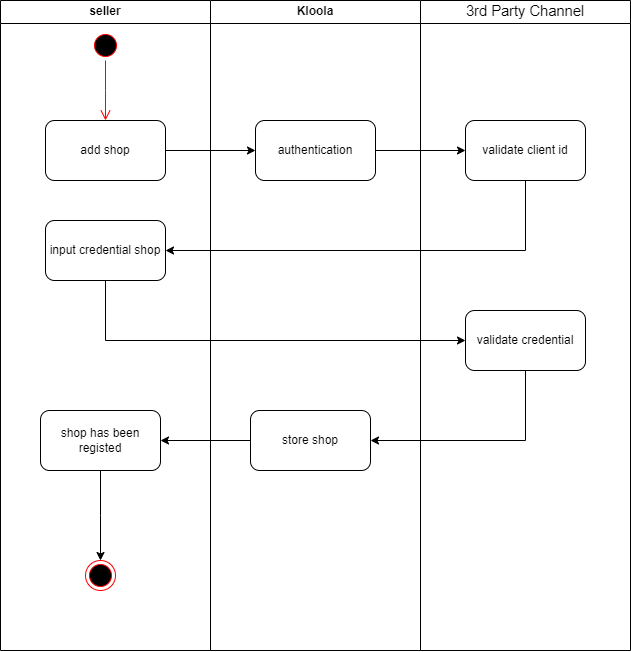 seller
Kloola
3rd Party Channel
add shop
authentication
validate client id
input credential shop
validate credential
shop has been
registed
store shop